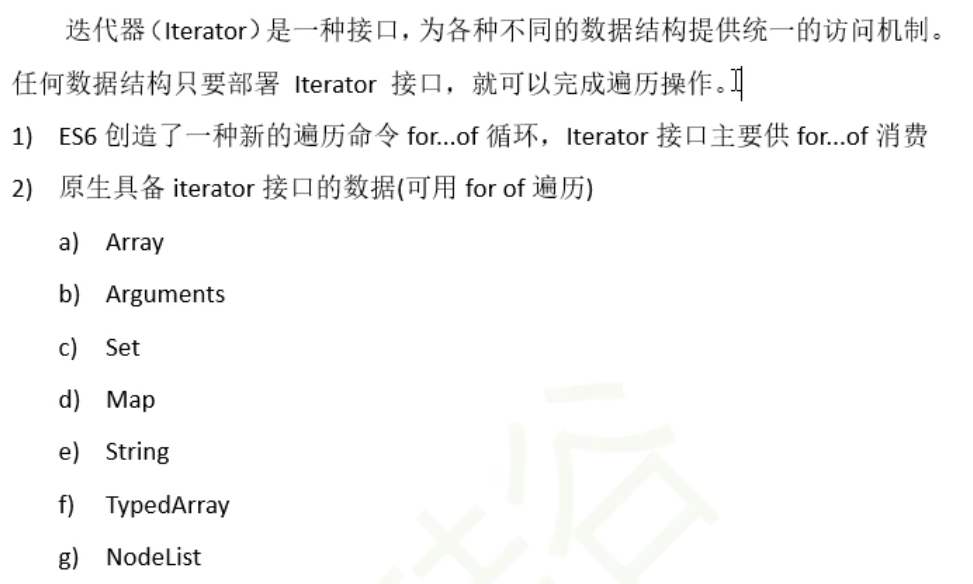 迭代器（Iterator）是一种接口，为各种不同的数据结构提供统一的访问机制。
任何数据结构只要部署 Iterator 接口，就可以完成遍历操作。
1) ES6 创造了一种新的遍历命令 for...of 循环，Iterator 接口主要供 for...of 消费
2) 原生具备 iterator 接口的数据(可用 for of 遍历)
a) Array
b) Arguments
c) Set
d) Map
e) String
f) TypedArray
g) NodeList
谷